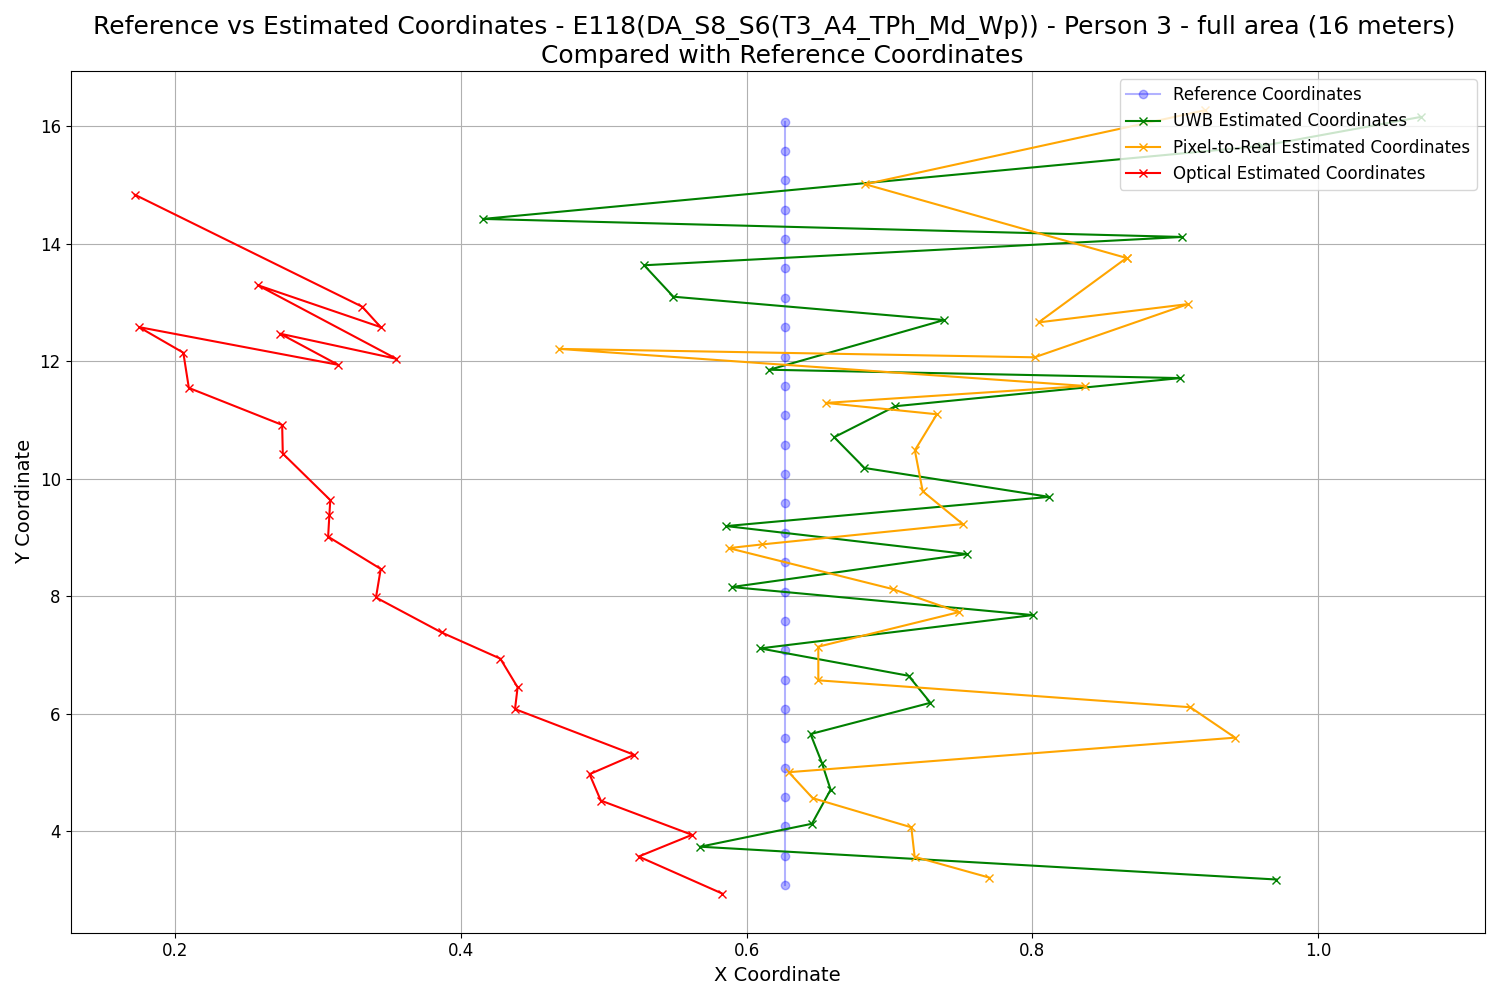 Reference vs Estimated Coordinates - E118(DA_S8_S6(T3_A4_TPh_Md_Wp)) - Person 3 - full area (16 meters)
Compared with Reference Coordinates
Reference Coordinates
UWB Estimated Coordinates
Pixel-to-Real Estimated Coordinates
Optical Estimated Coordinates
Y Coordinate
16
14
12
10
8
6
4
0.2
0.4
0.6
0.8
1.0
X Coordinate